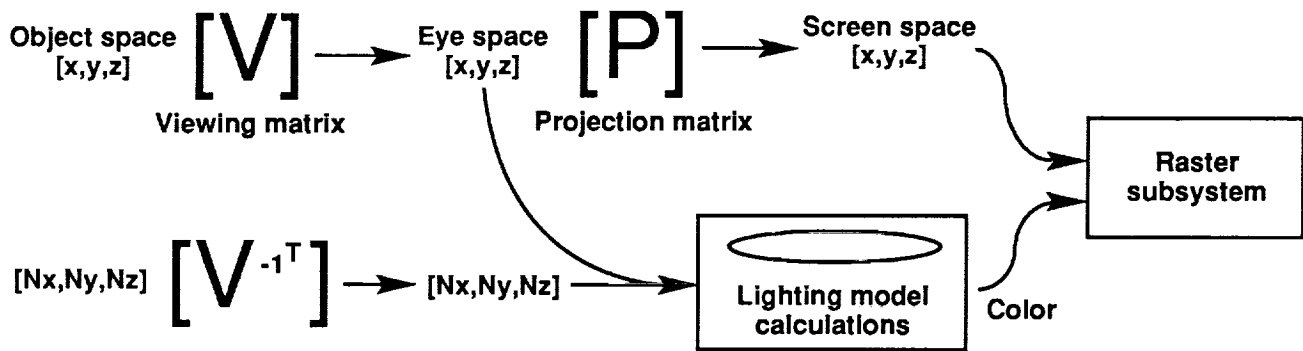 Object space
[x,y,z]
[V]
Viewing matrix
Eye space
[x,y,z]
[P]
Projection matrix
Screen space
[x,y,z]
Raster
subsystem
[Nx,Ny,Nz]
[V -1 T]
[Nx,Ny,Nz]
Lighting model
calculations
Color